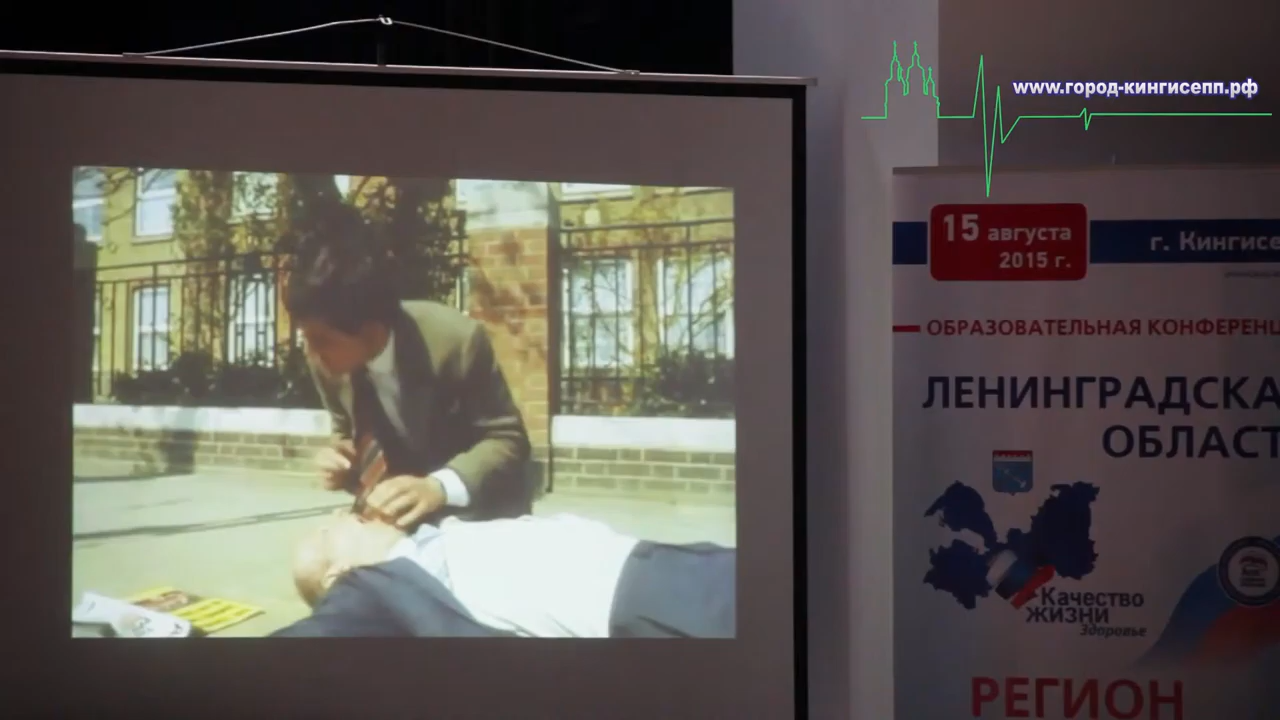 www.город-кингисепп.рф
15 августа
2015 г.
г. Кингисе
ОБРАЗОВАТЕЛЬНАЯ КОНФЕРЕНЦ
ЛЕНИНГРАДСКА
ОБЛАСТ
Качество
жизни
Здоровье
РЕГИОН